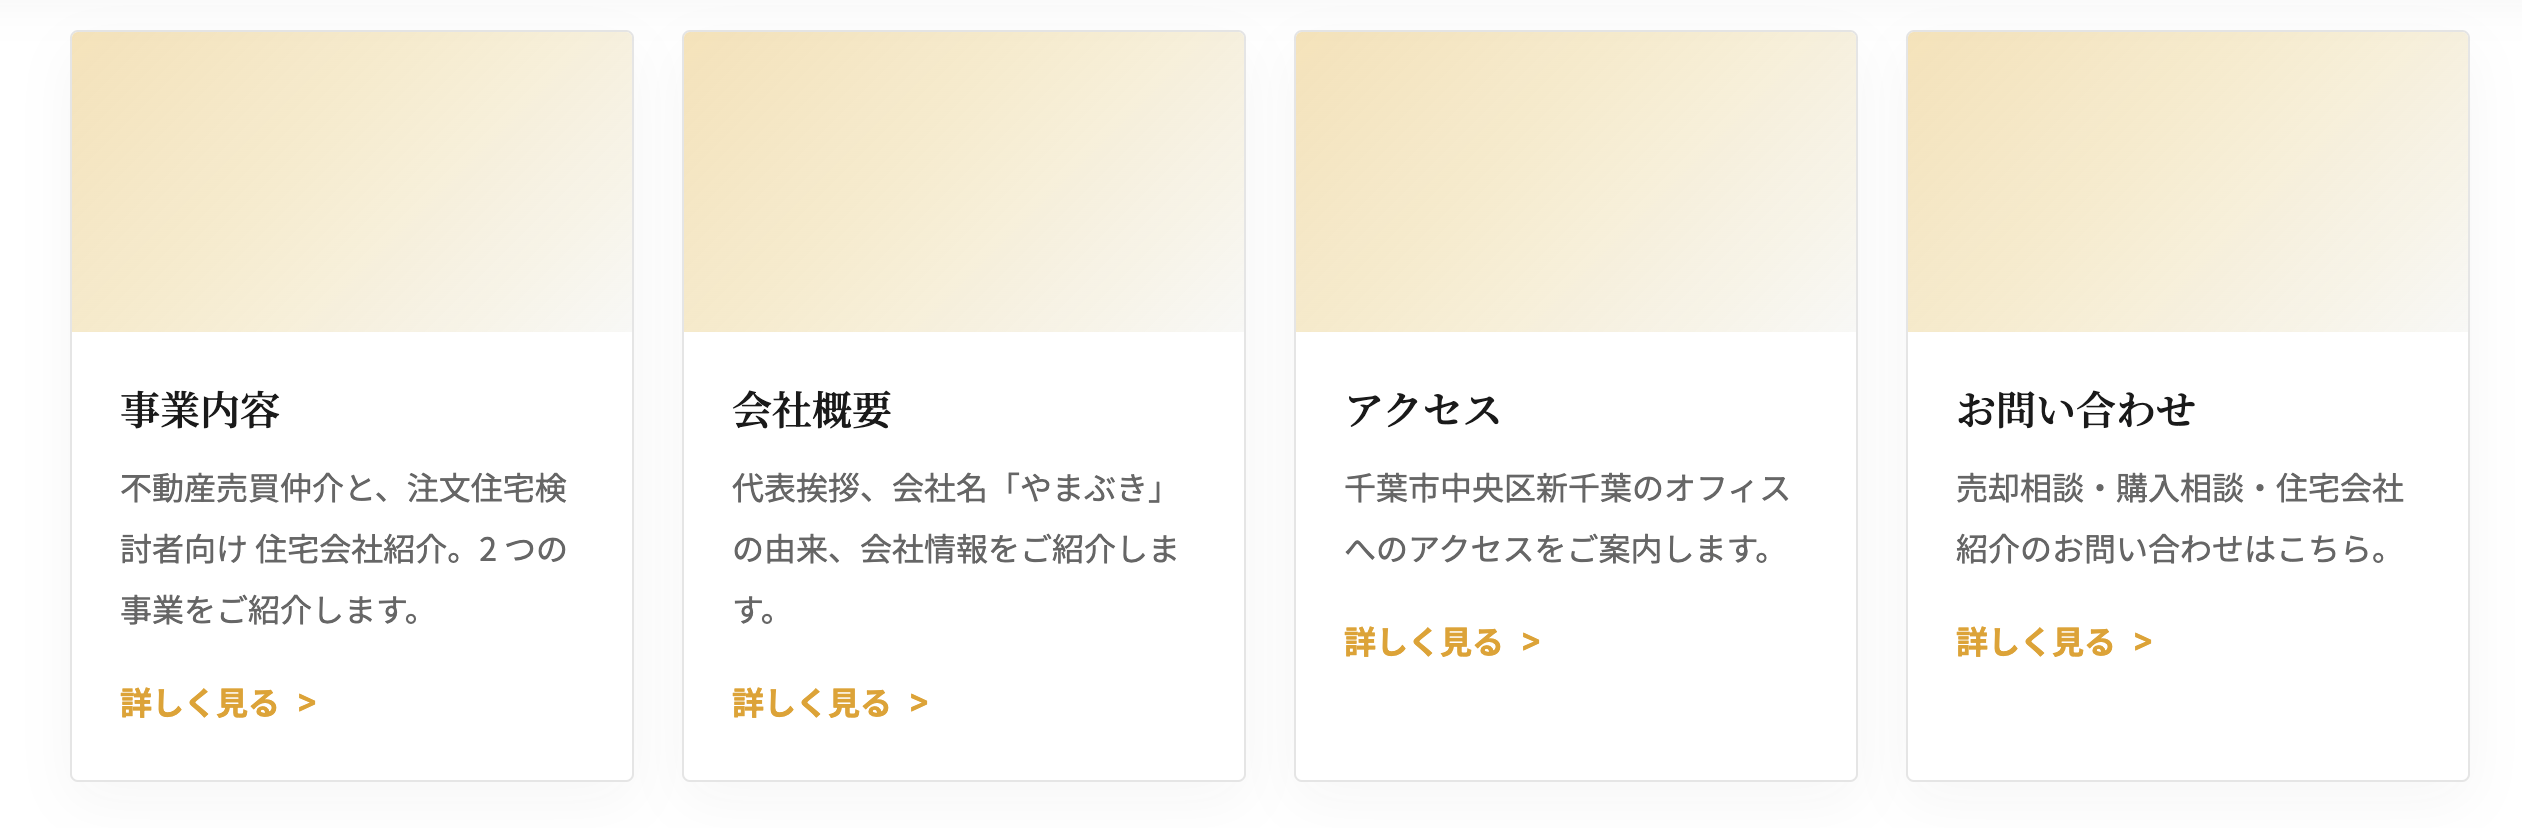 事業内容
不動産売買仲介と、注文住宅検
討者向け 住宅会社紹介。2 つの
事業をご紹介します。
詳しく見る >
会社概要
代表挨拶、会社名「やまぶき」
の由来、会社情報をご紹介しま
す。
詳しく見る >
アクセス
千葉市中央区新千葉のオフィス
へのアクセスをご案内します。
詳しく見る >
お問い合わせ
売却相談・購入相談・住宅会社
紹介のお問い合わせはこちら。
詳しく見る >